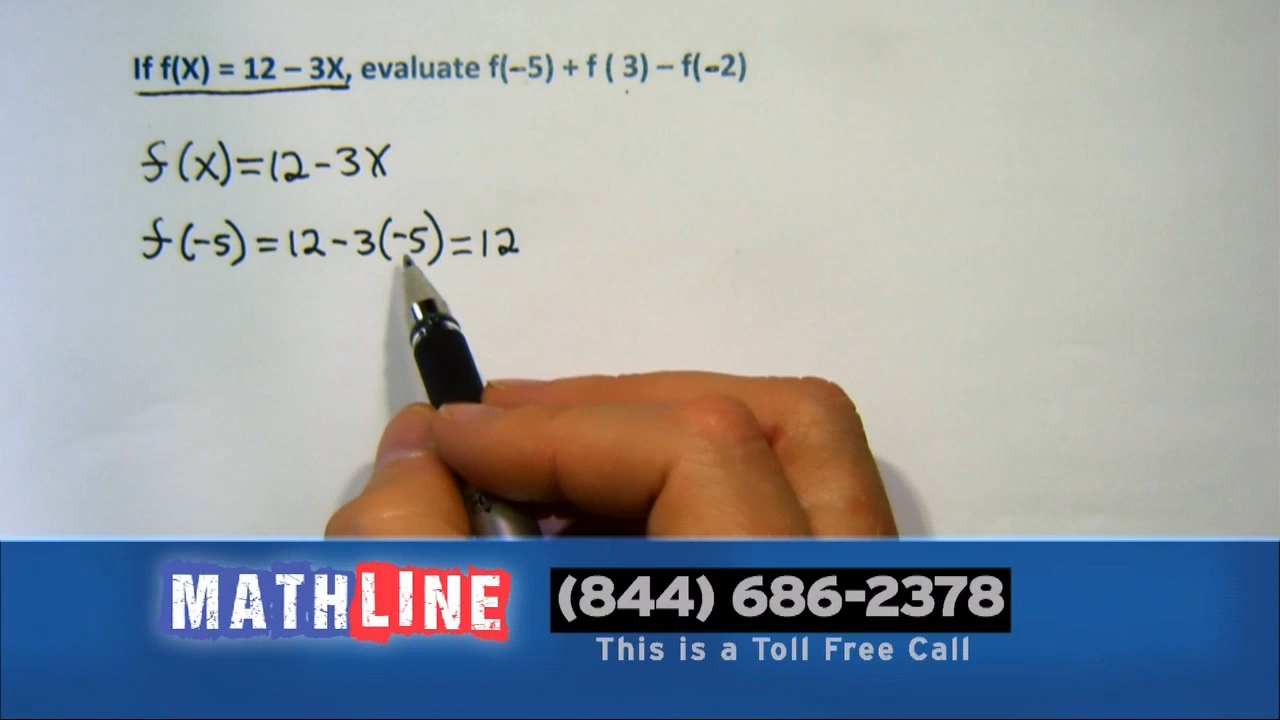 If f(X) = 12 – 3X, evaluate f(–5) + f ( 3) – f(–2)
f(x)=12-3X
f(-5)=12-3(-5)=12
MATHLINE
(844) 686-2378
This is a Toll Free Call